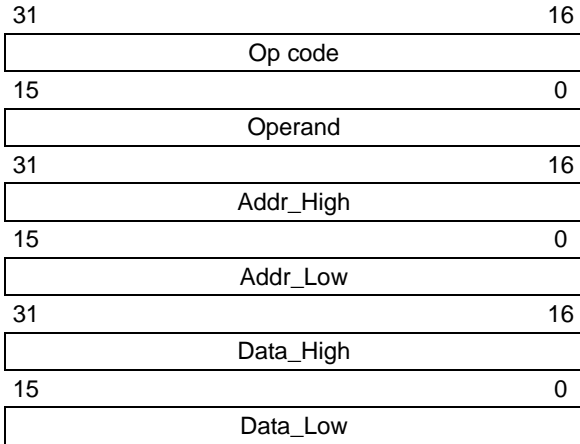 31 16
Op code
15 0
Operand
31 16
Addr_High
15 0
Addr_Low
31 16
Data_High
15 0
Data_Low